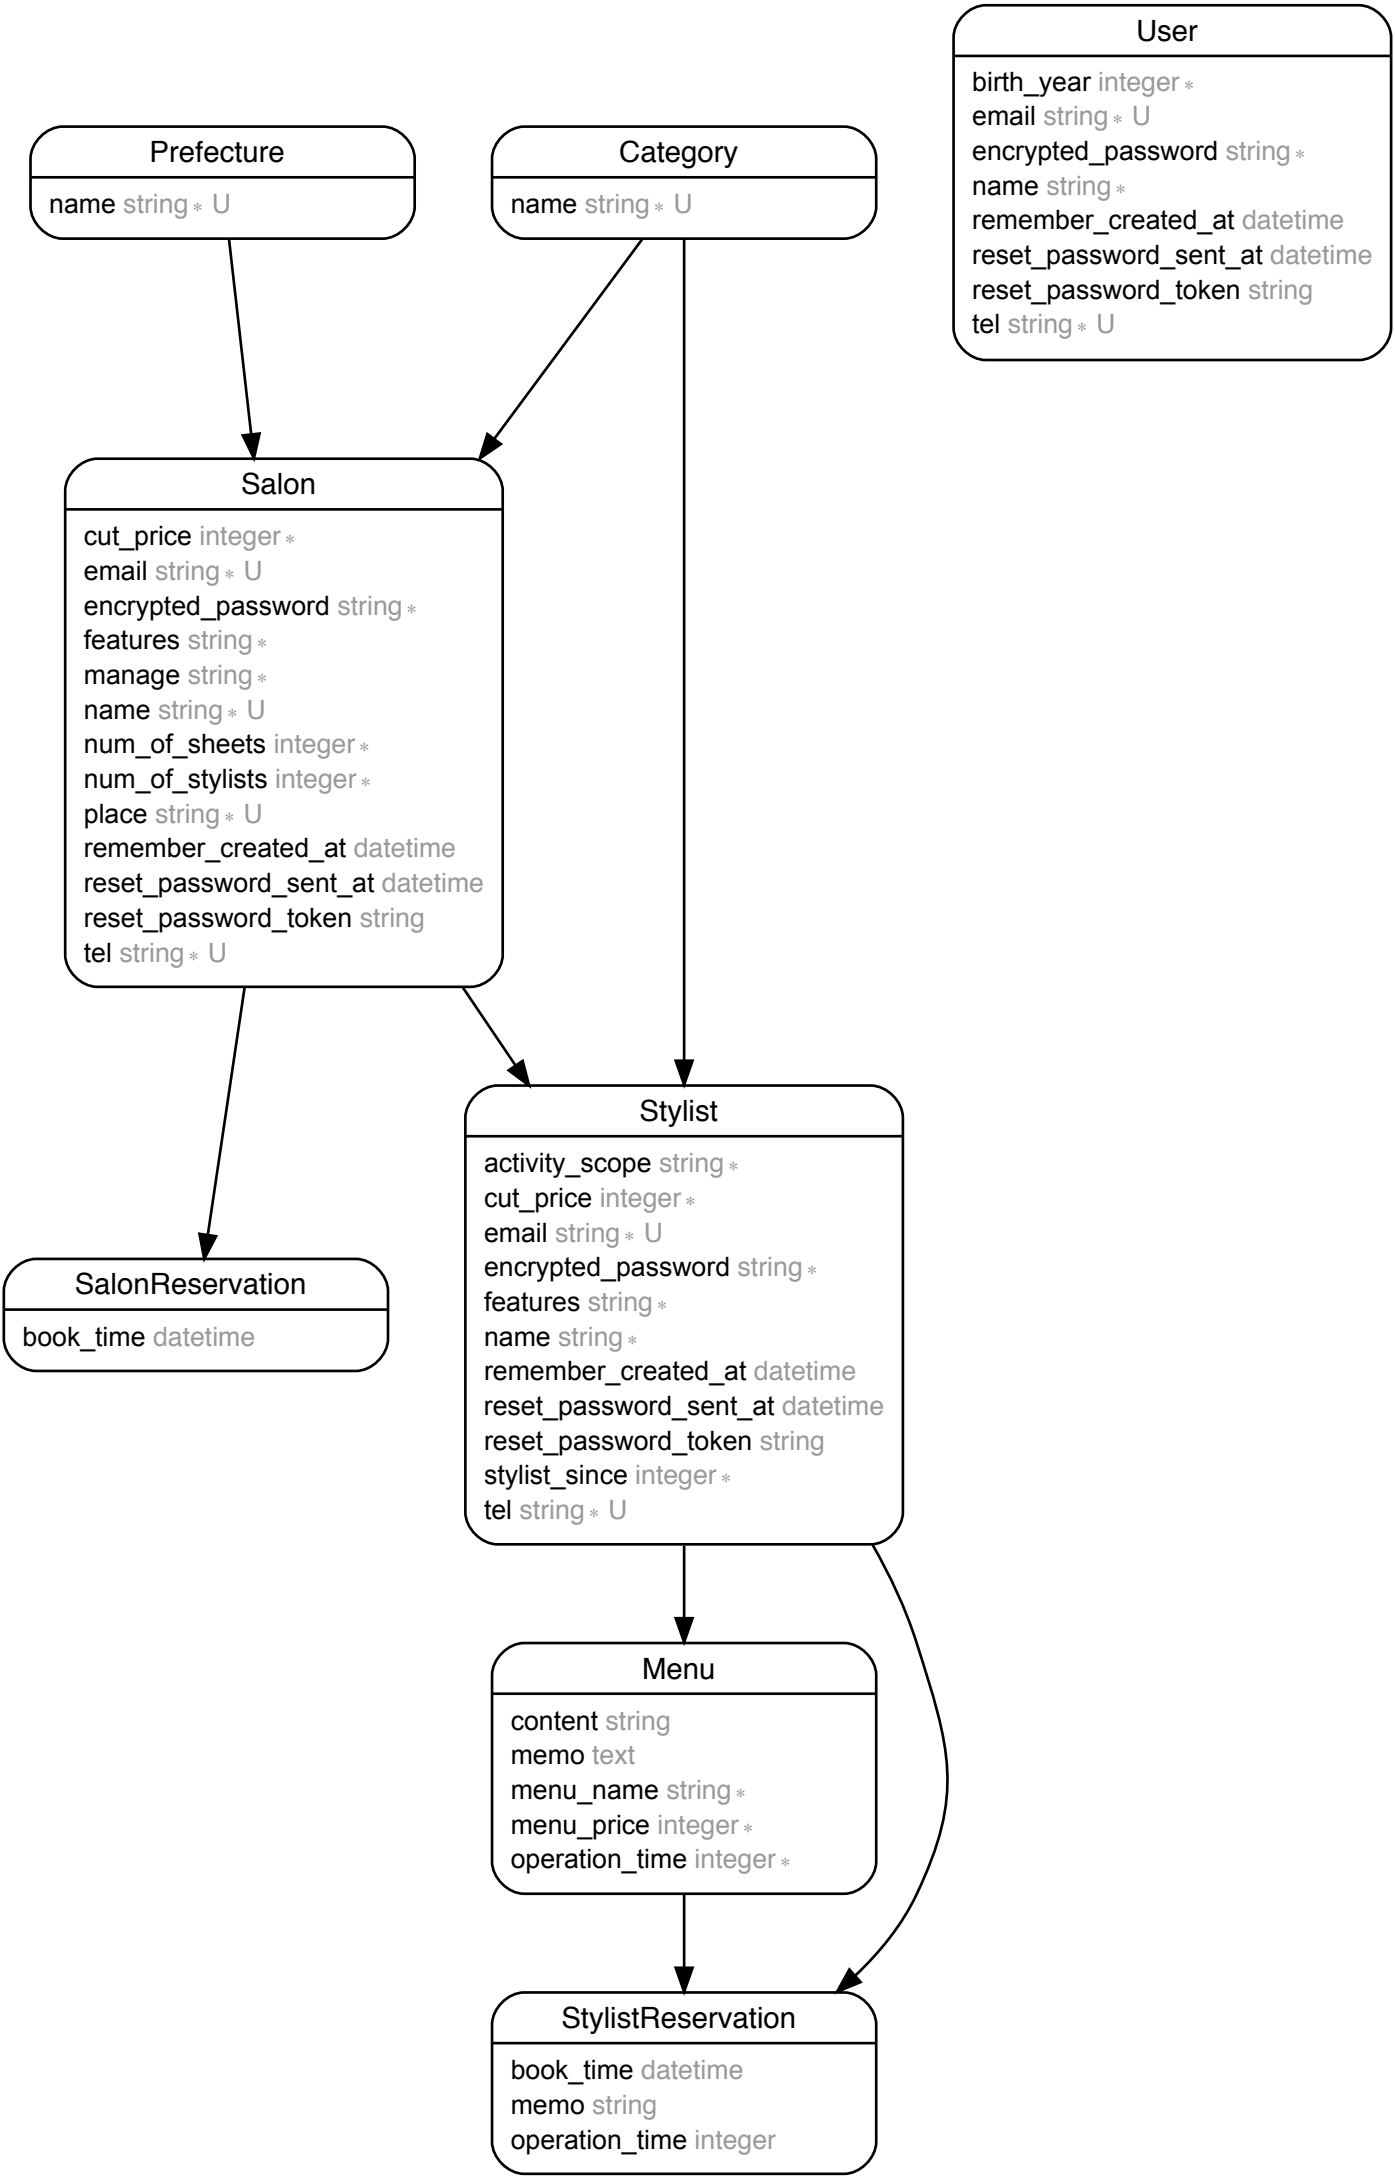 User
birth_year integer *
email string * U
encrypted_password string *
name string *
remember_created_at datetime
reset_password_sent_at datetime
reset_password_token string
tel string * U
Prefecture
name string * U
Category
name string * U
Salon
cut_price integer *
email string * U
encrypted_password string *
features string *
manage string *
name string * U
num_of_sheets integer *
num_of_stylists integer *
place string * U
remember_created_at datetime
reset_password_sent_at datetime
reset_password_token string
tel string * U
Stylist
activity_scope string *
cut_price integer *
email string * U
encrypted_password string *
features string *
name string *
remember_created_at datetime
reset_password_sent_at datetime
reset_password_token string
stylist_since integer *
tel string * U
SalonReservation
book_time datetime
Menu
content string
memo text
menu_name string *
menu_price integer *
operation_time integer *
StylistReservation
book_time datetime
memo string
operation_time integer